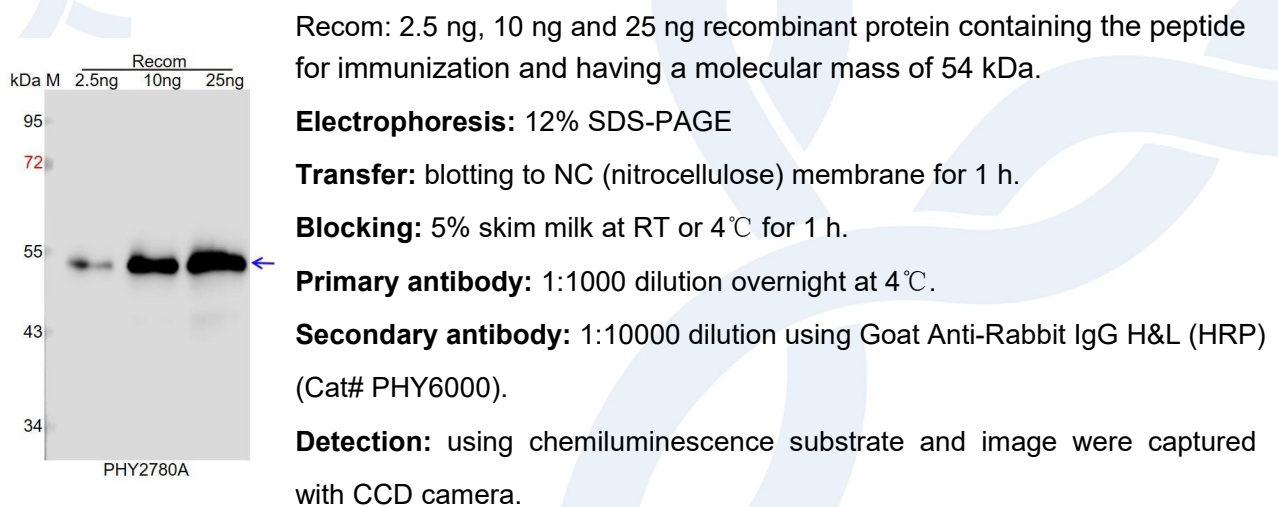 Recom
kDa M 2.5ng 10ng 25ng
95
72
55
43
34
PHY2780A
Recom: 2.5 ng, 10 ng and 25 ng recombinant protein containing the peptide
for immunization and having a molecular mass of 54 kDa.
Electrophoresis: 12% SDS-PAGE
Transfer: blotting to NC (nitrocellulose) membrane for 1 h.
Blocking: 5% skim milk at RT or 4℃ for 1 h.
Primary antibody: 1:1000 dilution overnight at 4℃.
Secondary antibody: 1:10000 dilution using Goat Anti-Rabbit IgG H&L (HRP)
(Cat# PHY6000).
Detection: using chemiluminescence substrate and image were captured
with CCD camera.